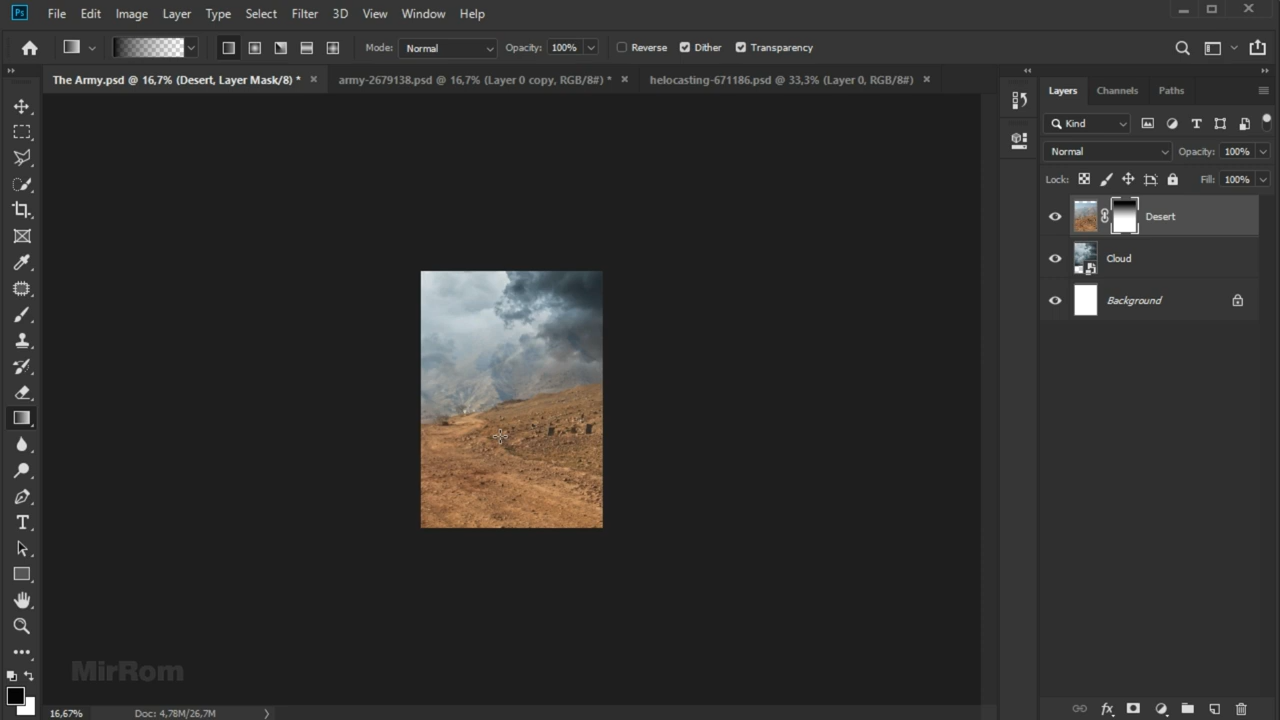 Ps File Edit Image Layer Type Select Filter 3D View Window Help
Mode: Normal Opacity: 100% Reverse Dither Transparency
The Army.psd @ 16,7% (Desert, Layer Mask/8) * army-2679138.psd @ 16,7% (Layer 0 copy, RGB/8#) * helocasting-671186.psd @ 33,3% (Layer 0, RGB/8#)
Layers Channels Paths
Kind
Normal Opacity: 100%
Lock: Fill: 100%
Desert
Cloud
Background
MirRom
16,67% Doc: 4,78M/26,7M